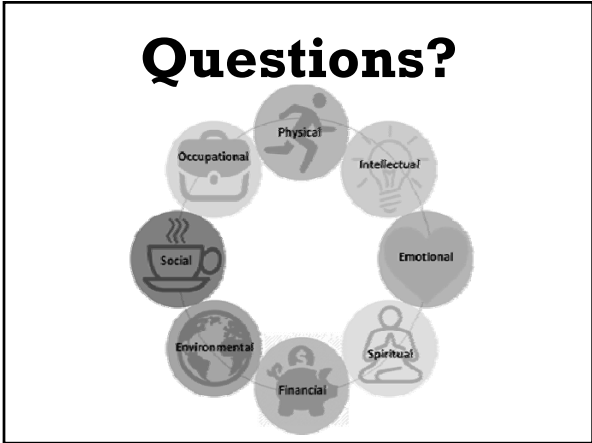 Questions?
Physical
Intellectual
Emotional
Spiritual
Financial
Environmental
Social
Occupational
$